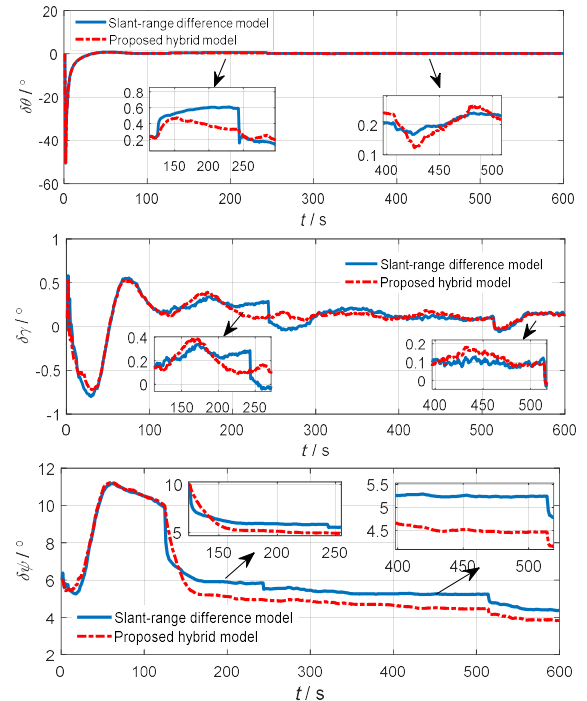 Slant-range difference model
Proposed hybrid model
δθ / °
20
0
-20
-40
-60
0.8
0.6
0.4
0.2
150 200 250
0.2
0.1
400 450 500
0 100 200 300 400 500 600
t / s
Slant-range difference model
Proposed hybrid model
δγ / °
1
0.5
0
-0.5
-1
0.4
0.2
0
150 200 250
0.2
0.1
0
400 450 500
0 100 200 300 400 500 600
t / s
δψ / °
12
10
8
6
4
2
10
5
150 200 250
5.5
5
4.5
400 450 500
Slant-range difference model
Proposed hybrid model
0 100 200 300 400 500 600
t / s